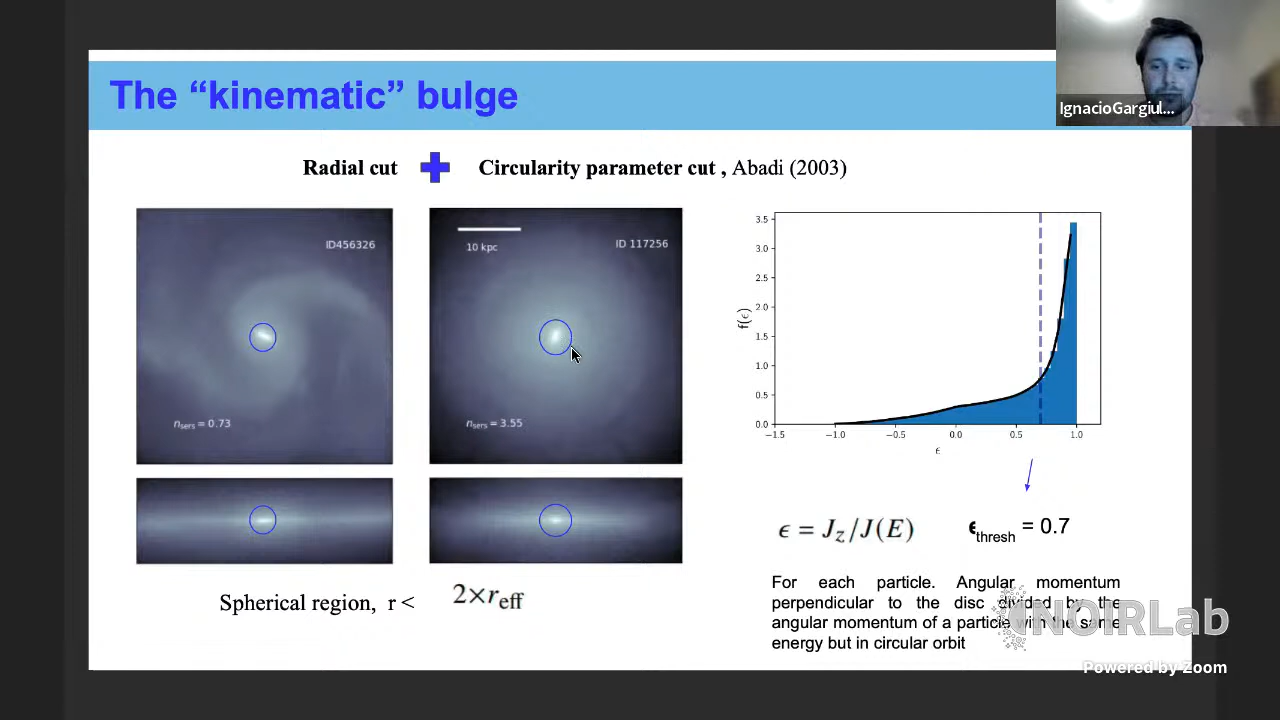 The “kinematic” bulge
IgnacioGargiul...
Radial cut + Circularity parameter cut , Abadi (2003)
ID456326
n_sers = 0.73
10 kpc
ID 117256
n_sers = 3.55
Spherical region, r < 2×r_eff
f(ϵ)
3.5
3.0
2.5
2.0
1.5
1.0
0.5
0.0
−1.5 −1.0 −0.5 0.0 0.5 1.0
ϵ
ϵ = J_z/J(E)
ϵ_thresh = 0.7
For each particle. Angular momentum
perpendicular to the disc divided by the
angular momentum of a particle with the same
energy but in circular orbit
NOIRLab
Powered by Zoom